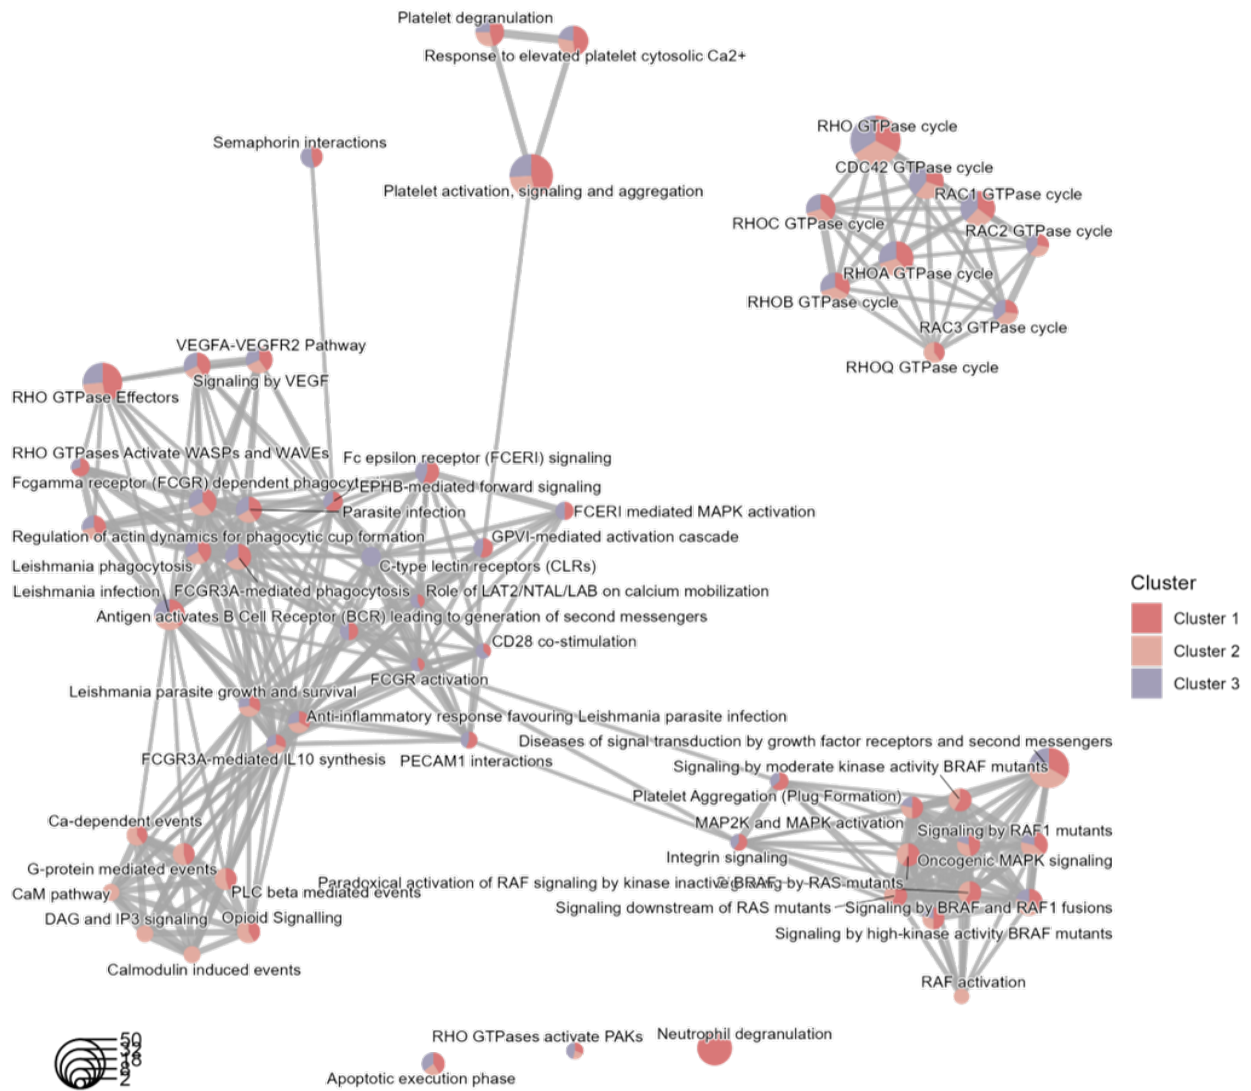 Platelet degranulation
Response to elevated platelet cytosolic Ca2+
RHO GTPase cycle
Semaphorin interactions
CDC42 GTPase cycle
Platelet activation, signaling and aggregation
RAC1 GTPase cycle
RHOC GTPase cycle
RAC2 GTPase cycle
RHOA GTPase cycle
RHOB GTPase cycle
RAC3 GTPase cycle
VEGFA-VEGFR2 Pathway
RHOQ GTPase cycle
Signaling by VEGF
RHO GTPase Effectors
RHO GTPases Activate WASPs and WAVEs
Fc epsilon receptor (FCERI) signaling
Fcgamma receptor (FCGR) dependent phagocyt
EPHB-mediated forward signaling
Parasite infection
FCERI mediated MAPK activation
Regulation of actin dynamics for phagocytic cup formation
GPVI-mediated activation cascade
Leishmania phagocytosis
C-type lectin receptors (CLRs)
Cluster
Leishmania infection
FCGR3A-mediated phagocytosis
Role of LAT2/NTAL/LAB on calcium mobilization
Antigen activates B Cell Receptor (BCR) leading to generation of second messengers
Cluster 1
CD28 co-stimulation
Cluster 2
FCGR activation
Cluster 3
Leishmania parasite growth and survival
Anti-inflammatory response favouring Leishmania parasite infection
Diseases of signal transduction by growth factor receptors and second messengers
FCGR3A-mediated IL10 synthesis
PECAM1 interactions
Signaling by moderate kinase activity BRAF mutants
Platelet Aggregation (Plug Formation)
Ca-dependent events
MAP2K and MAPK activation
Signaling by RAF1 mutants
Integrin signaling
Oncogenic MAPK signaling
G-protein mediated events
Paradoxical activation of RAF signaling by kinase inactive BRAF
by RAS mutants
CaM pathway
PLC beta mediated events
DAG and IP3 signaling
Opioid Signalling
Signaling downstream of RAS mutants
Signaling by BRAF and RAF1 fusions
Signaling by high-kinase activity BRAF mutants
Calmodulin induced events
RAF activation
50
32
18
8
2
RHO GTPases activate PAKs
Neutrophil degranulation
Apoptotic execution phase